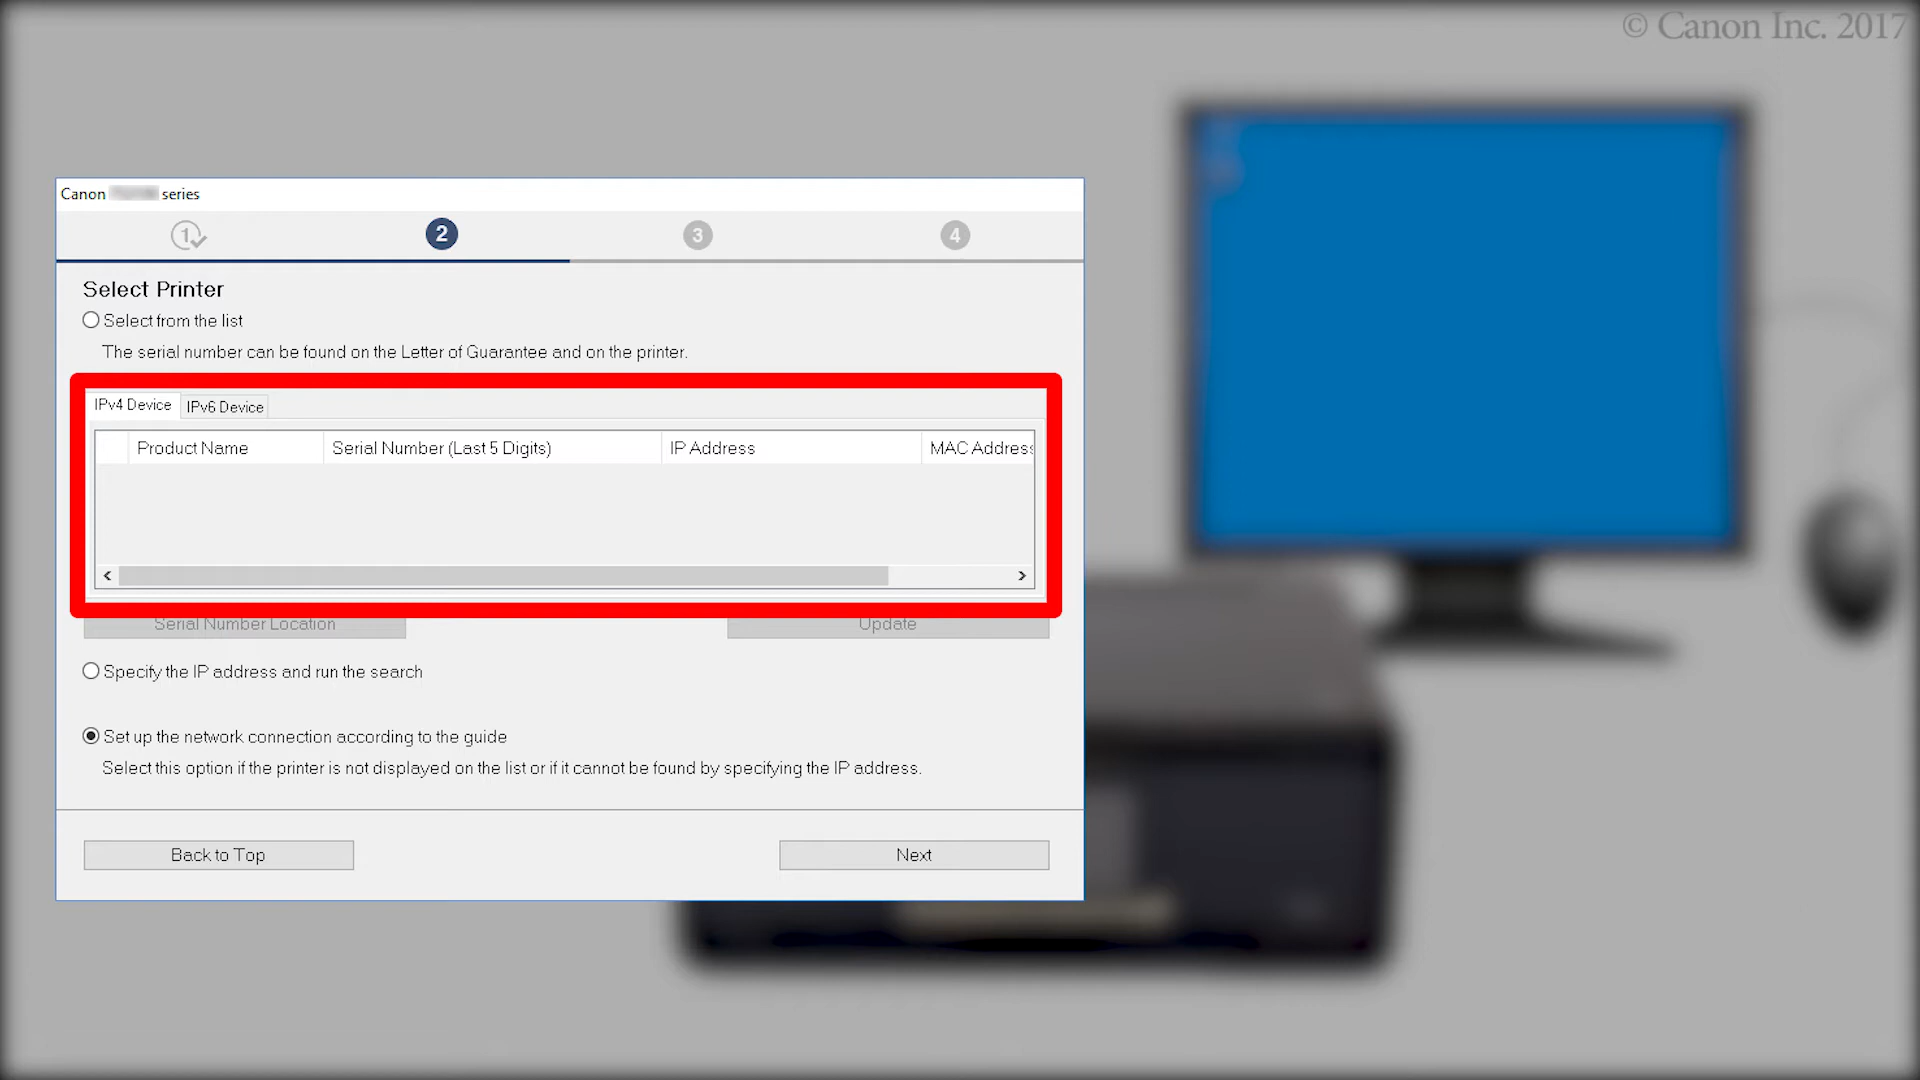 © Canon Inc. 2017
Canon series
1 2 3 4
Select Printer
Select from the list
The serial number can be found on the Letter of Guarantee and on the printer.
IPv4 Device IPv6 Device
Product Name Serial Number (Last 5 Digits) IP Address MAC Address
Serial Number Location Update
Specify the IP address and run the search
Set up the network connection according to the guide
Select this option if the printer is not displayed on the list or if it cannot be found by specifying the IP address.
Back to Top Next